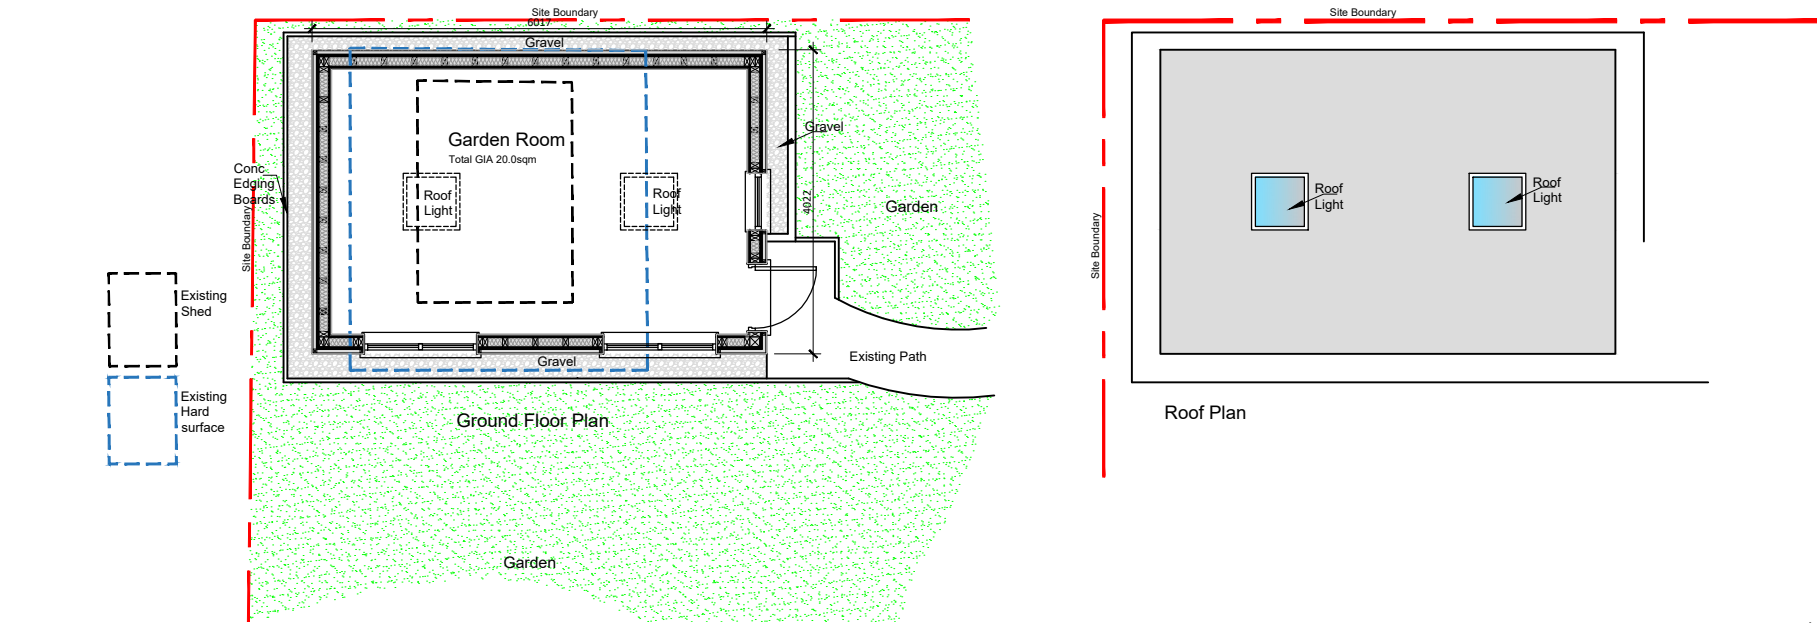 Site Boundary
6017
Gravel
Garden Room
Total GIA 20.0sqm
Gravel
Conc
Edging
Boards
Roof
Light
Roof
Light
4022
Garden
Site Boundary
Existing
Shed
Existing
Hard
surface
Gravel
Existing Path
Ground Floor Plan
Garden
Site Boundary
Roof
Light
Roof
Light
Site Boundary
Roof Plan